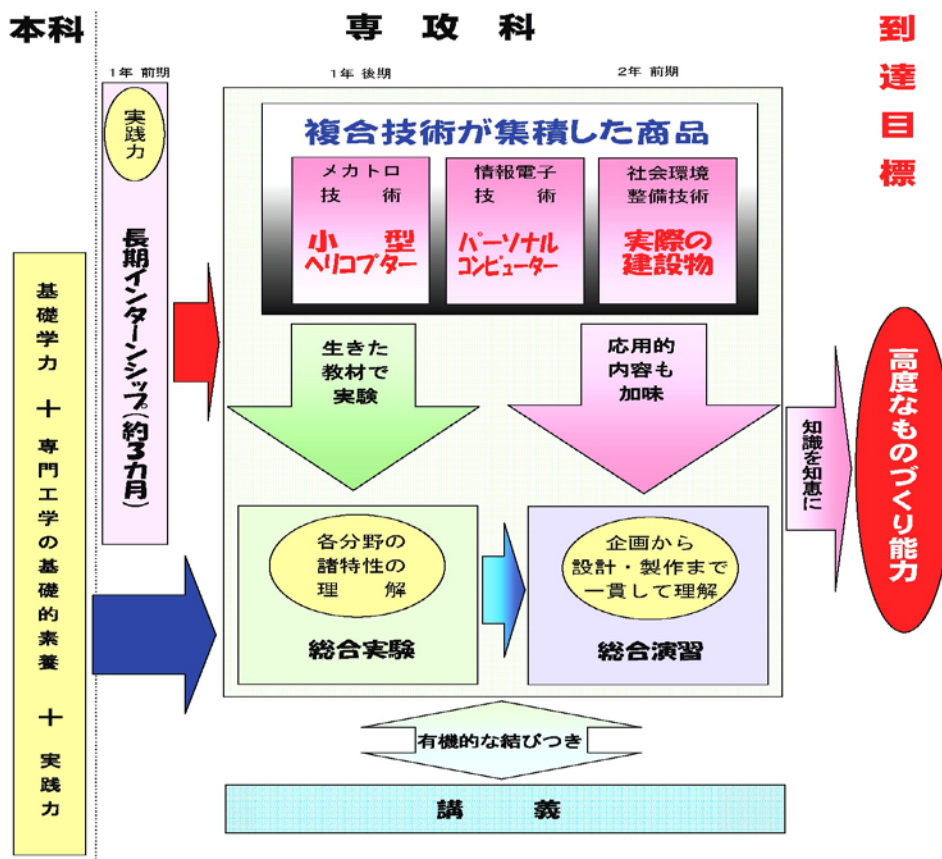 本科
専攻科
到達目標
1年 前期
1年 後期
2年 前期
実践力
長期インターンシップ(約3カ月)
基礎学力 ＋ 専門工学の基礎的素養 ＋ 実践力
複合技術が集積した商品
メカトロ
技術
小型
ヘリコプター
情報電子
技術
パーソナル
コンピューター
社会環境
整備技術
実際の
建設物
生きた
教材で
実験
応用的
内容も
加味
各分野の
諸特性の
理解
総合実験
企画から
設計・製作まで
一貫して理解
総合演習
知識を知恵に
高度なものづくり能力
有機的な結びつき
講義